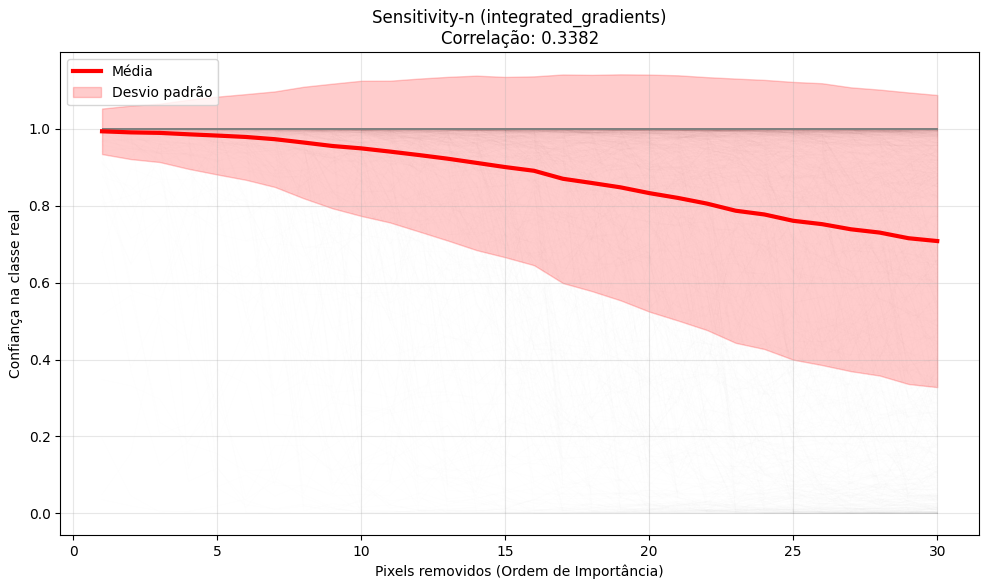 Sensitivity-n (integrated_gradients)
Correlação: 0.3382
Média
Desvio padrão
Confiança na classe real
1.0
0.8
0.6
0.4
0.2
0.0
0 5 10 15 20 25 30
Pixels removidos (Ordem de Importância)